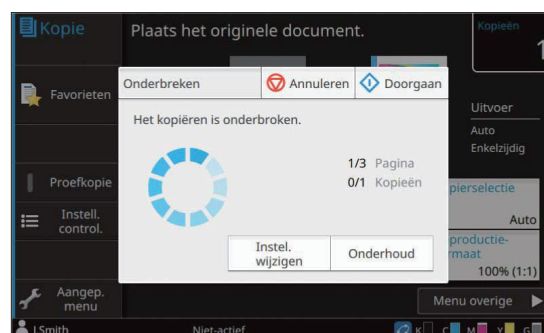 Kopie
Plaats het originele document.
Kopieën
1
Favorieten
Onderbreken
Annuleren
Doorgaan
Het kopiëren is onderbroken.
1/3 Pagina
0/1 Kopieën
Uitvoer
Auto
Enkelzijdig
Proefkopie
Instell.
control.
pierselectie
Auto
productie-
maat
100% (1:1)
Instel.
wijzigen
Onderhoud
Aangep.
menu
Menu overige
J.Smith
Niet-actief
K
C
M
Y
G